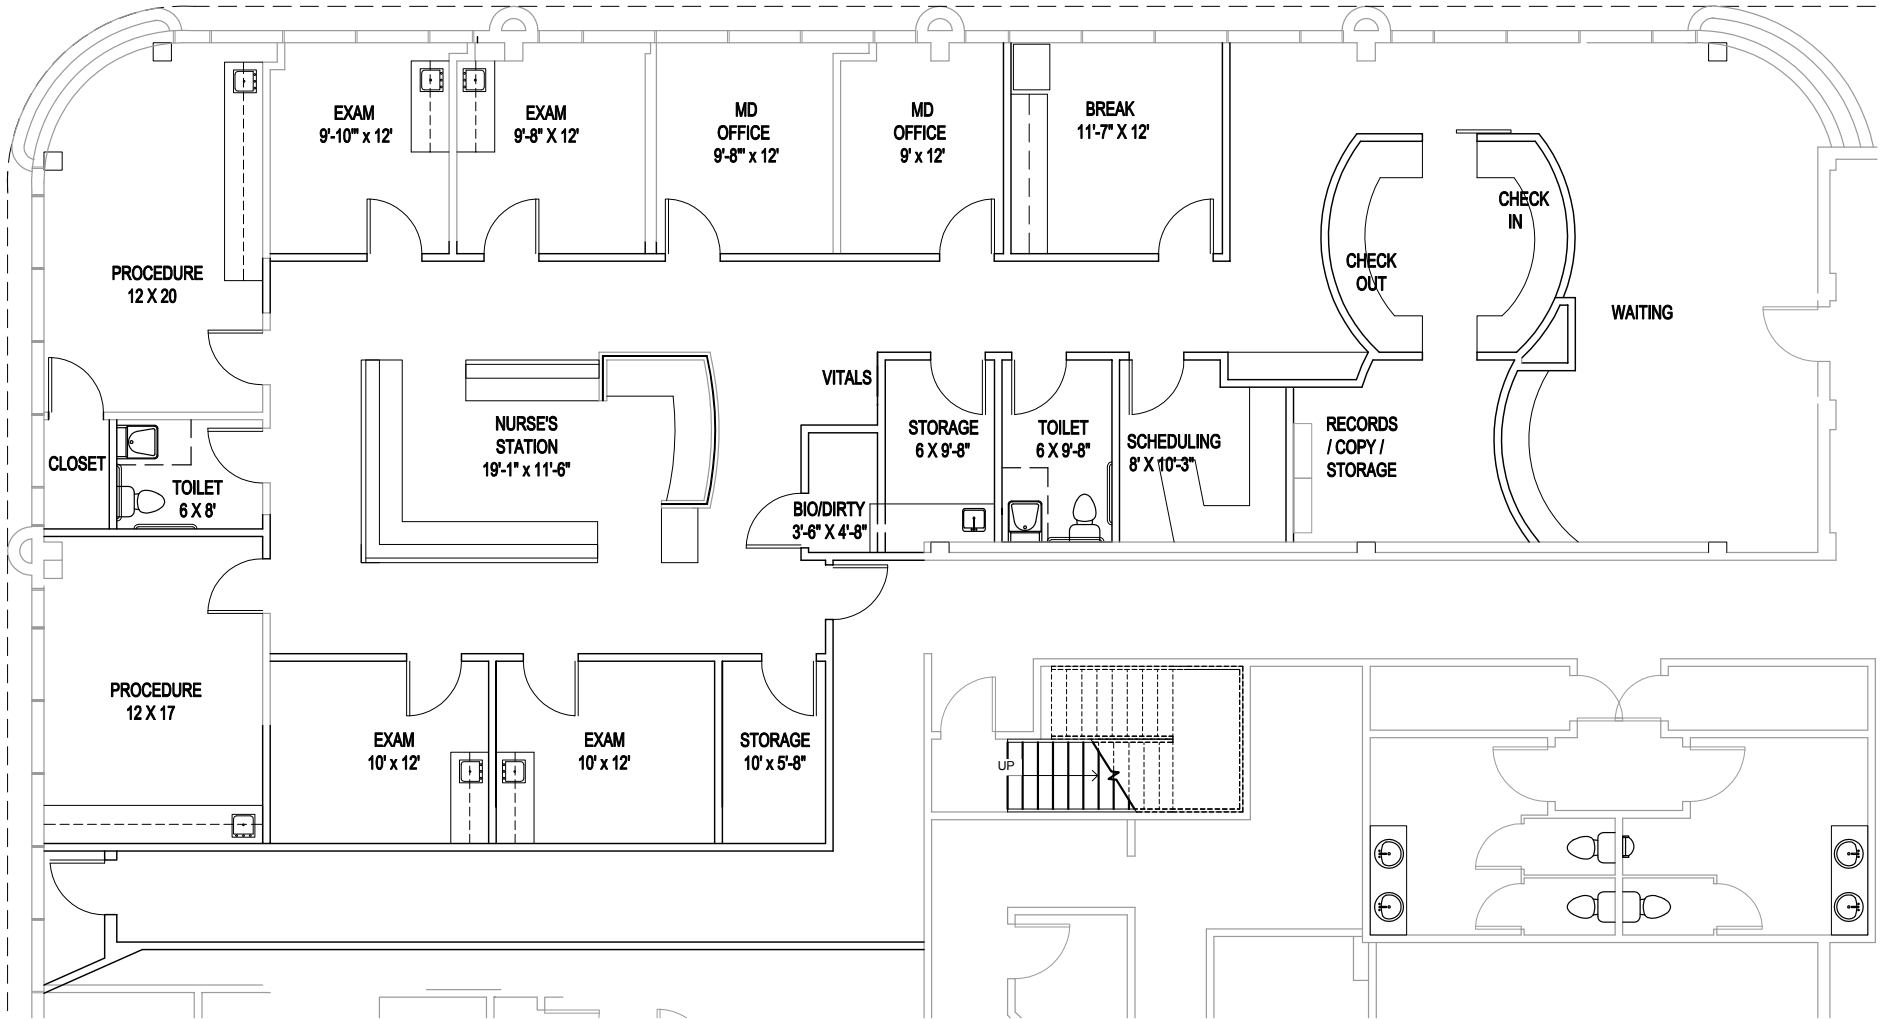 EXAM
9'-10'" x 12'
EXAM
9'-8" X 12'
MD
OFFICE
9'-8'" x 12'
MD
OFFICE
9' x 12'
BREAK
11'-7" X 12'
CHECK
IN
CHECK
OUT
WAITING
PROCEDURE
12 X 20
VITALS
NURSE'S
STATION
19'-1" x 11'-6"
STORAGE
6 X 9'-8"
TOILET
6 X 9'-8"
SCHEDULING
8' X 10'-3"
RECORDS
/ COPY /
STORAGE
CLOSET
TOILET
6 X 8'
BIO/DIRTY
3'-6" X 4'-8"
PROCEDURE
12 X 17
EXAM
10' x 12'
EXAM
10' x 12'
STORAGE
10' x 5'-8"
UP